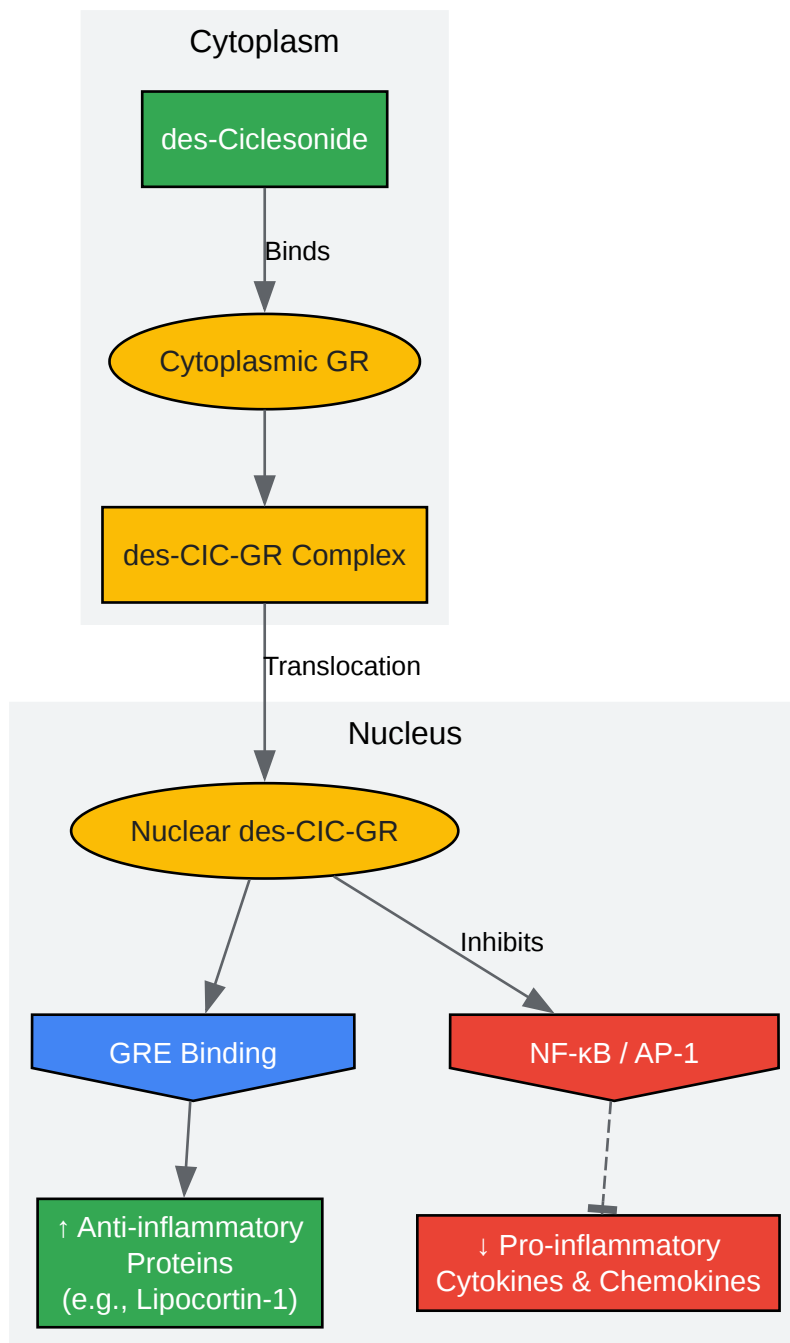 Cytoplasm
des-Ciclesonide
Binds
Cytoplasmic GR
des-CIC-GR Complex
Translocation
Nucleus
Nuclear des-CIC-GR
Inhibits
GRE Binding
NF-κB / AP-1
↑ Anti-inflammatory
Proteins
(e.g., Lipocortin-1)
↓ Pro-inflammatory
Cytokines & Chemokines